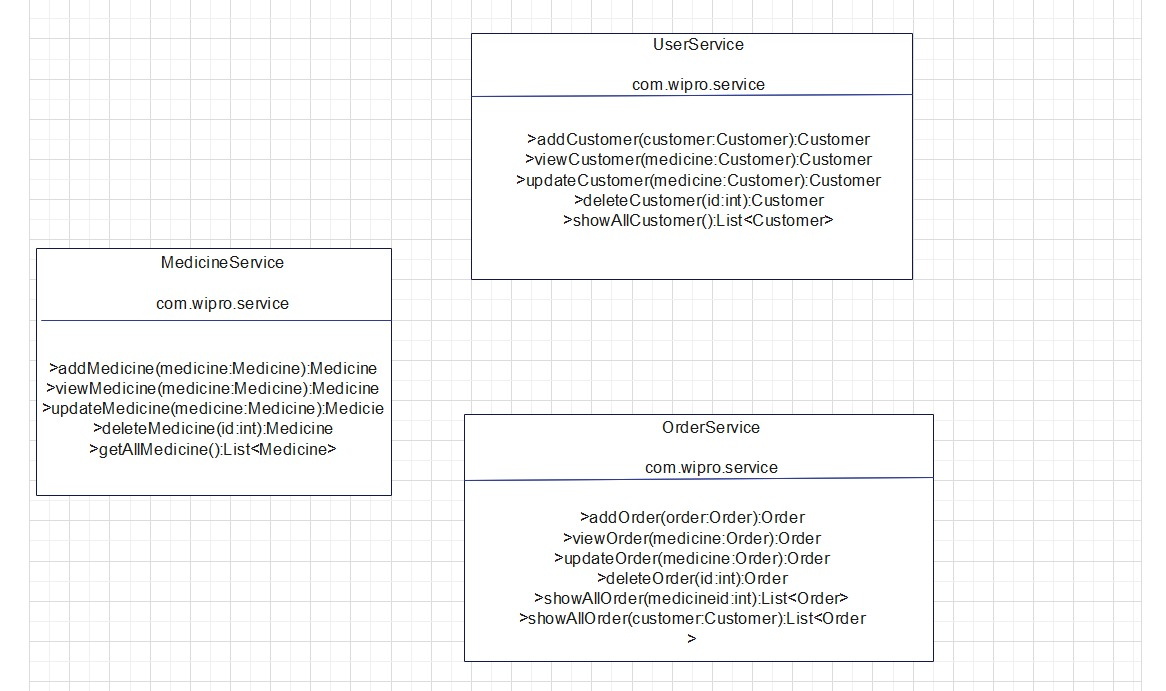 UserService
com.wipro.service
>addCustomer(customer:Customer):Customer
>viewCustomer(medicine:Customer):Customer
>updateCustomer(medicine:Customer):Customer
>deleteCustomer(id:int):Customer
>showAllCustomer():List<Customer>
MedicineService
com.wipro.service
>addMedicine(medicine:Medicine):Medicine
>viewMedicine(medicine:Medicine):Medicine
>updateMedicine(medicine:Medicine):Medicie
>deleteMedicine(id:int):Medicine
>getAllMedicine():List<Medicine>
OrderService
com.wipro.service
>addOrder(order:Order):Order
>viewOrder(medicine:Order):Order
>updateOrder(medicine:Order):Order
>deleteOrder(id:int):Order
>showAllOrder(medicineid:int):List<Order>
>showAllOrder(customer:Customer):List<Order
>